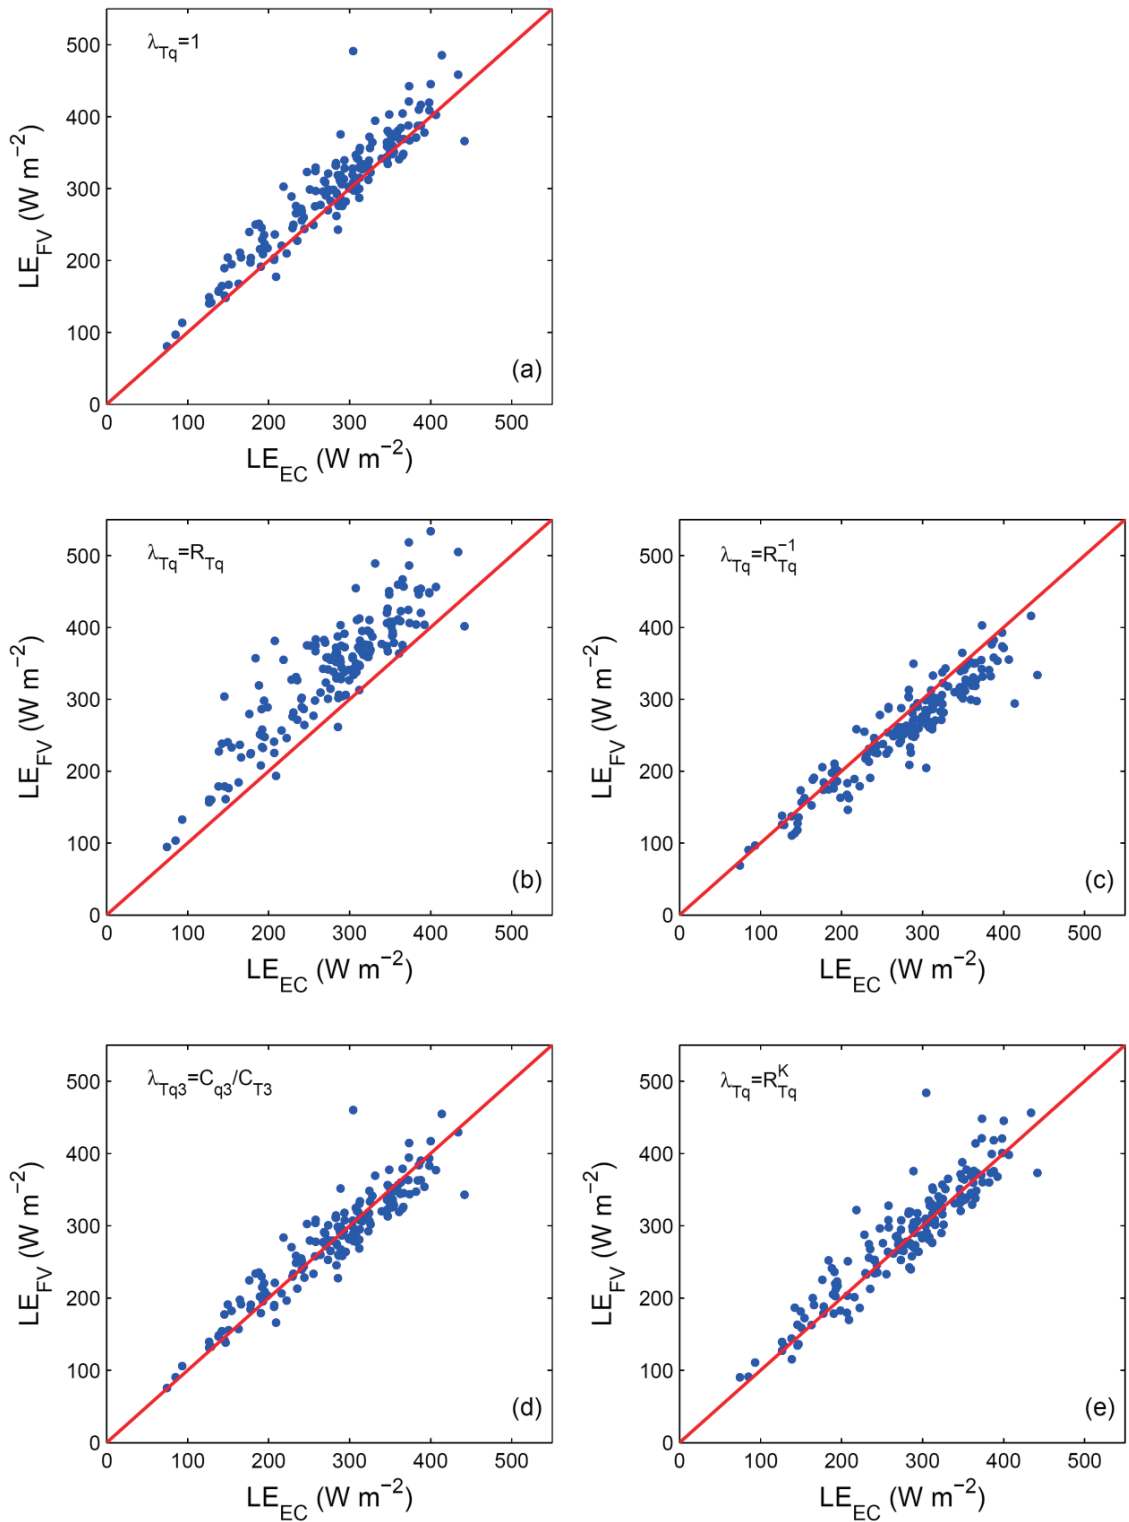 λTq=1
500
400
300
200
100
0
LEFV (W m−2)
0 100 200 300 400 500
LEEC (W m−2)
(a)
λTq=RTq
500
400
300
200
100
0
LEFV (W m−2)
0 100 200 300 400 500
LEEC (W m−2)
(b)
λTq=R−1Tq
500
400
300
200
100
0
LEFV (W m−2)
0 100 200 300 400 500
LEEC (W m−2)
(c)
λTq3=Cq3/CT3
500
400
300
200
100
0
LEFV (W m−2)
0 100 200 300 400 500
LEEC (W m−2)
(d)
λTq=RKTq
500
400
300
200
100
0
LEFV (W m−2)
0 100 200 300 400 500
LEEC (W m−2)
(e)